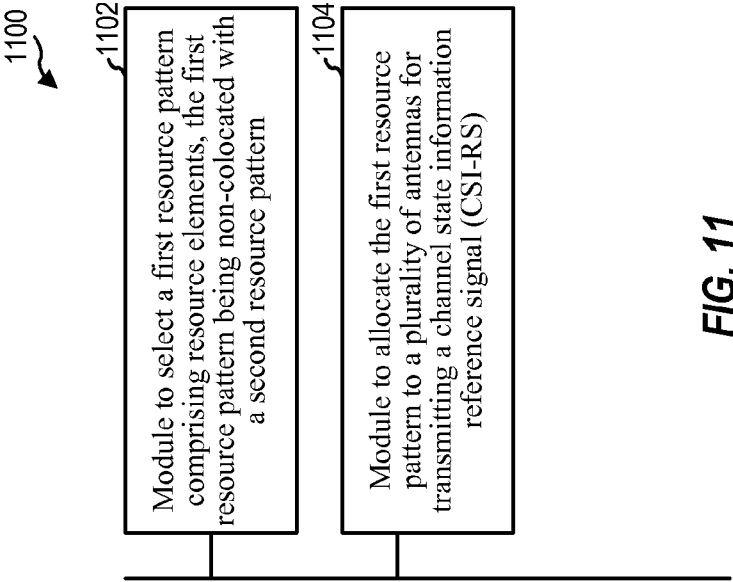 1100
1102
Module to select a first resource pattern
comprising resource elements, the first
resource pattern being non-colocated with
a second resource pattern
1104
Module to allocate the first resource
pattern to a plurality of antennas for
transmitting a channel state information
reference signal (CSI-RS)
FIG. 11